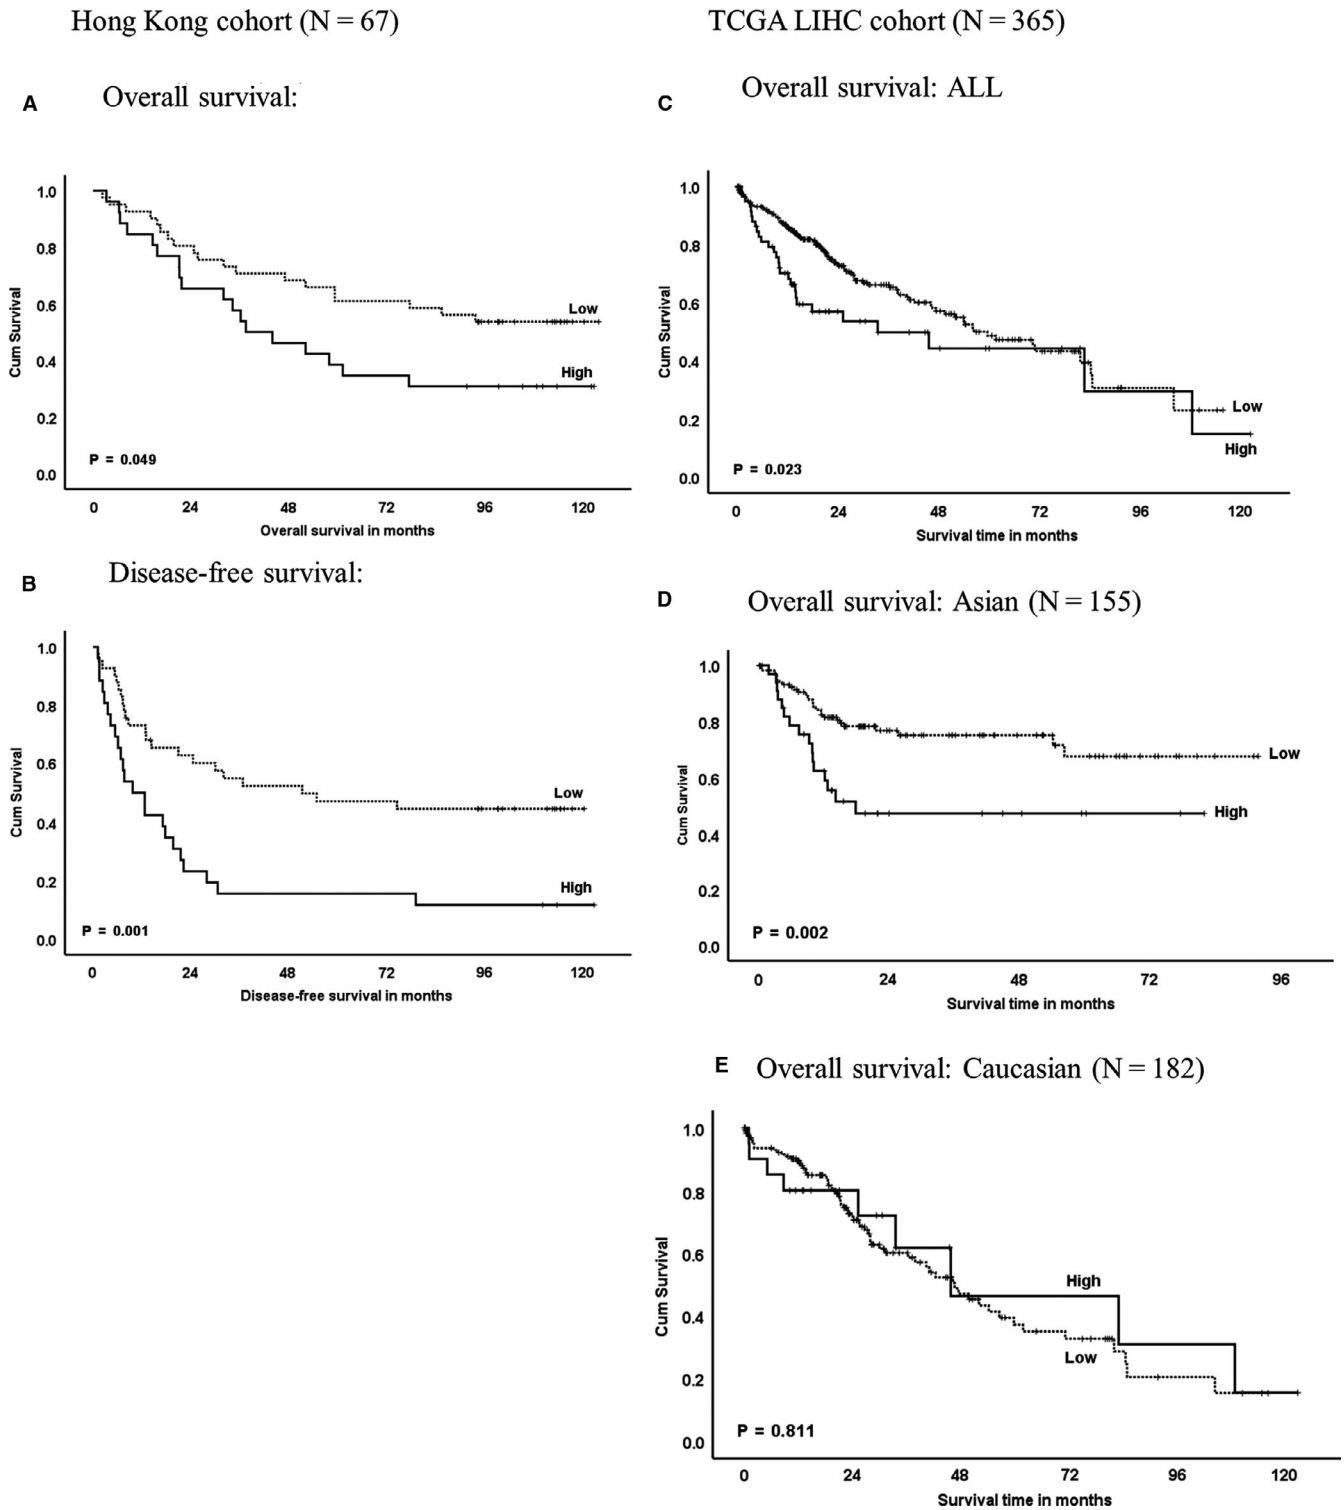 Hong Kong cohort (N = 67)
TCGA LIHC cohort (N = 365)
A
Overall survival:
1.0
0.8
0.6
0.4
0.2
0.0
Cum Survival
Low
High
P = 0.049
0 24 48 72 96 120
Overall survival in months
B
Disease-free survival:
1.0
0.8
0.6
0.4
0.2
0.0
Cum Survival
Low
High
P = 0.001
0 24 48 72 96 120
Disease-free survival in months
C
Overall survival: ALL
1.0
0.8
0.6
0.4
0.2
0.0
Cum Survival
Low
High
P = 0.023
0 24 48 72 96 120
Survival time in months
D
Overall survival: Asian (N = 155)
1.0
0.8
0.6
0.4
0.2
0.0
Cum Survival
Low
High
P = 0.002
0 24 48 72 96
Survival time in months
E
Overall survival: Caucasian (N = 182)
1.0
0.8
0.6
0.4
0.2
0.0
Cum Survival
High
Low
P = 0.811
0 24 48 72 96 120
Survival time in months